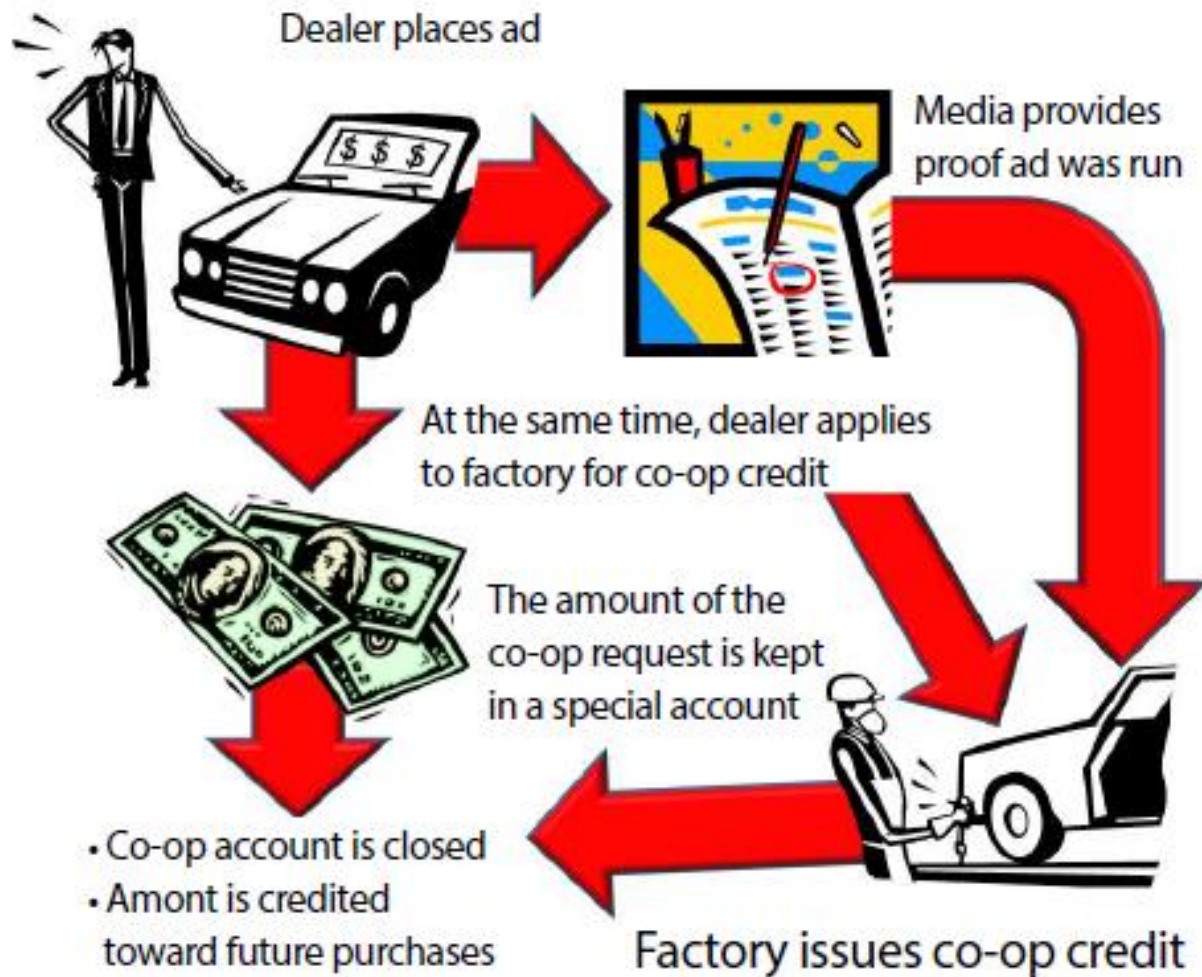 Dealer places ad
$ $ $
Media provides
proof ad was run
At the same time, dealer applies
to factory for co-op credit
The amount of the
co-op request is kept
in a special account
• Co-op account is closed
• Amont is credited
toward future purchases
Factory issues co-op credit